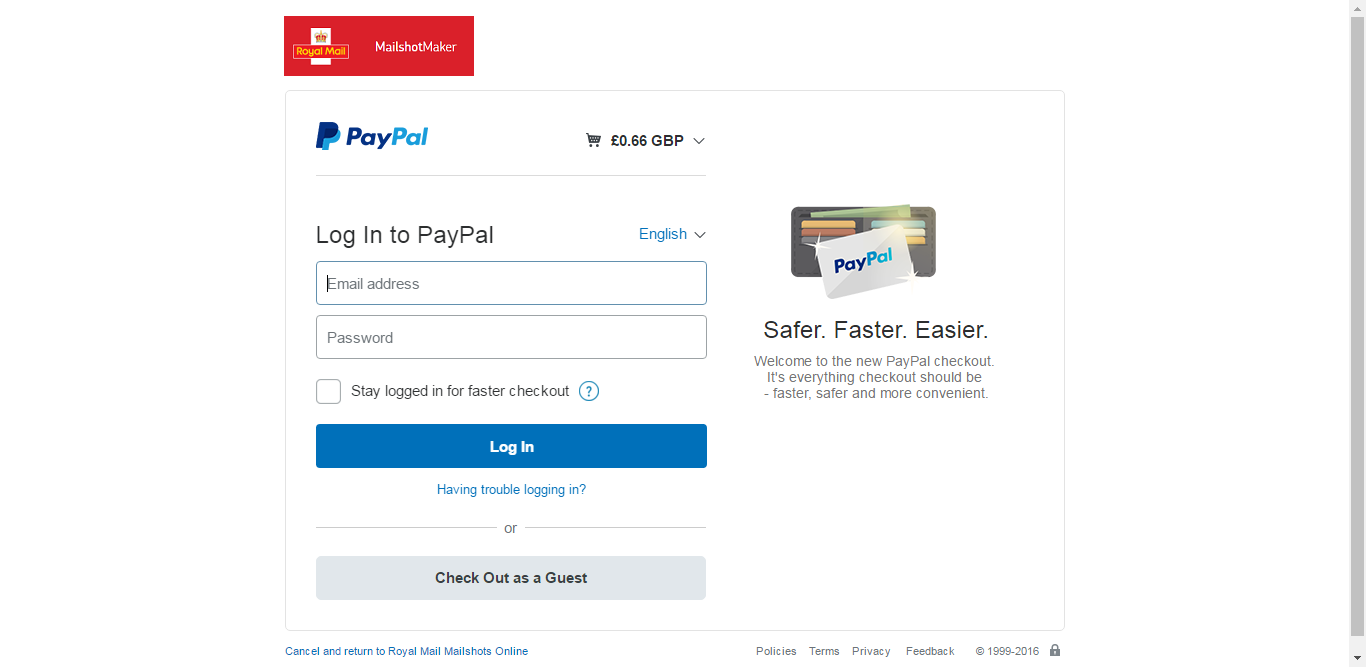 Royal Mail
MailshotMaker
PayPal
£0.66 GBP
Log In to PayPal
English
Email address
Password
Stay logged in for faster checkout ?
Log In
Having trouble logging in?
or
Check Out as a Guest
PayPal
Safer. Faster. Easier.
Welcome to the new PayPal checkout.
It's everything checkout should be
- faster, safer and more convenient.
Cancel and return to Royal Mail Mailshots Online
Policies Terms Privacy Feedback © 1999-2016